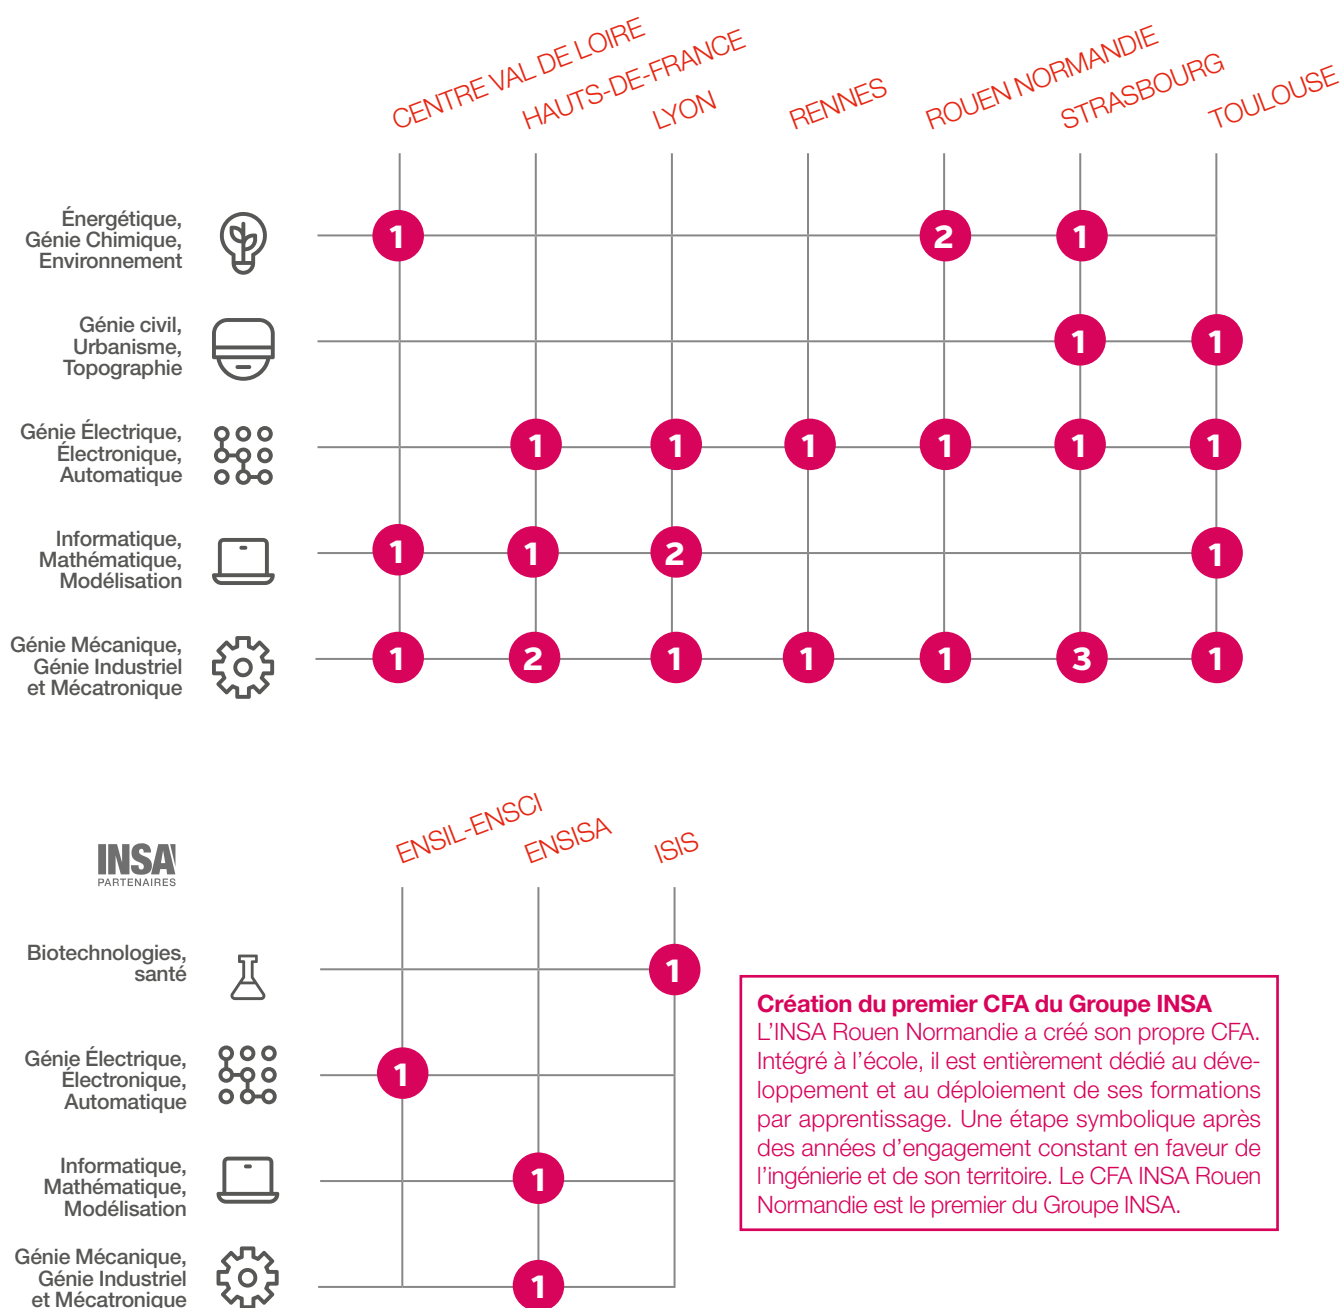 CENTRE VAL DE LOIRE
HAUTS-DE-FRANCE
LYON
RENNES
ROUEN NORMANDIE
STRASBOURG
TOULOUSE
Énergétique,
Génie Chimique,
Environnement
1 2 1
Génie civil,
Urbanisme,
Topographie
1 1
Génie Électrique,
Électronique,
Automatique
1 1 1 1 1 1
Informatique,
Mathématique,
Modélisation
1 1 2 1
Génie Mécanique,
Génie Industriel
et Mécatronique
1 2 1 1 1 3 1
INSA
PARTENAIRES
ENSIL-ENSCI
ENSISA
ISIS
Biotechnologies,
santé
1
Génie Électrique,
Électronique,
Automatique
1
Informatique,
Mathématique,
Modélisation
1
Génie Mécanique,
Génie Industriel
et Mécatronique
1
Création du premier CFA du Groupe INSA
L'INSA Rouen Normandie a créé son propre CFA.
Intégré à l'école, il est entièrement dédié au déve-
loppement et au déploiement de ses formations
par apprentissage. Une étape symbolique après
des années d'engagement constant en faveur de
l'ingénierie et de son territoire. Le CFA INSA Rouen
Normandie est le premier du Groupe INSA.